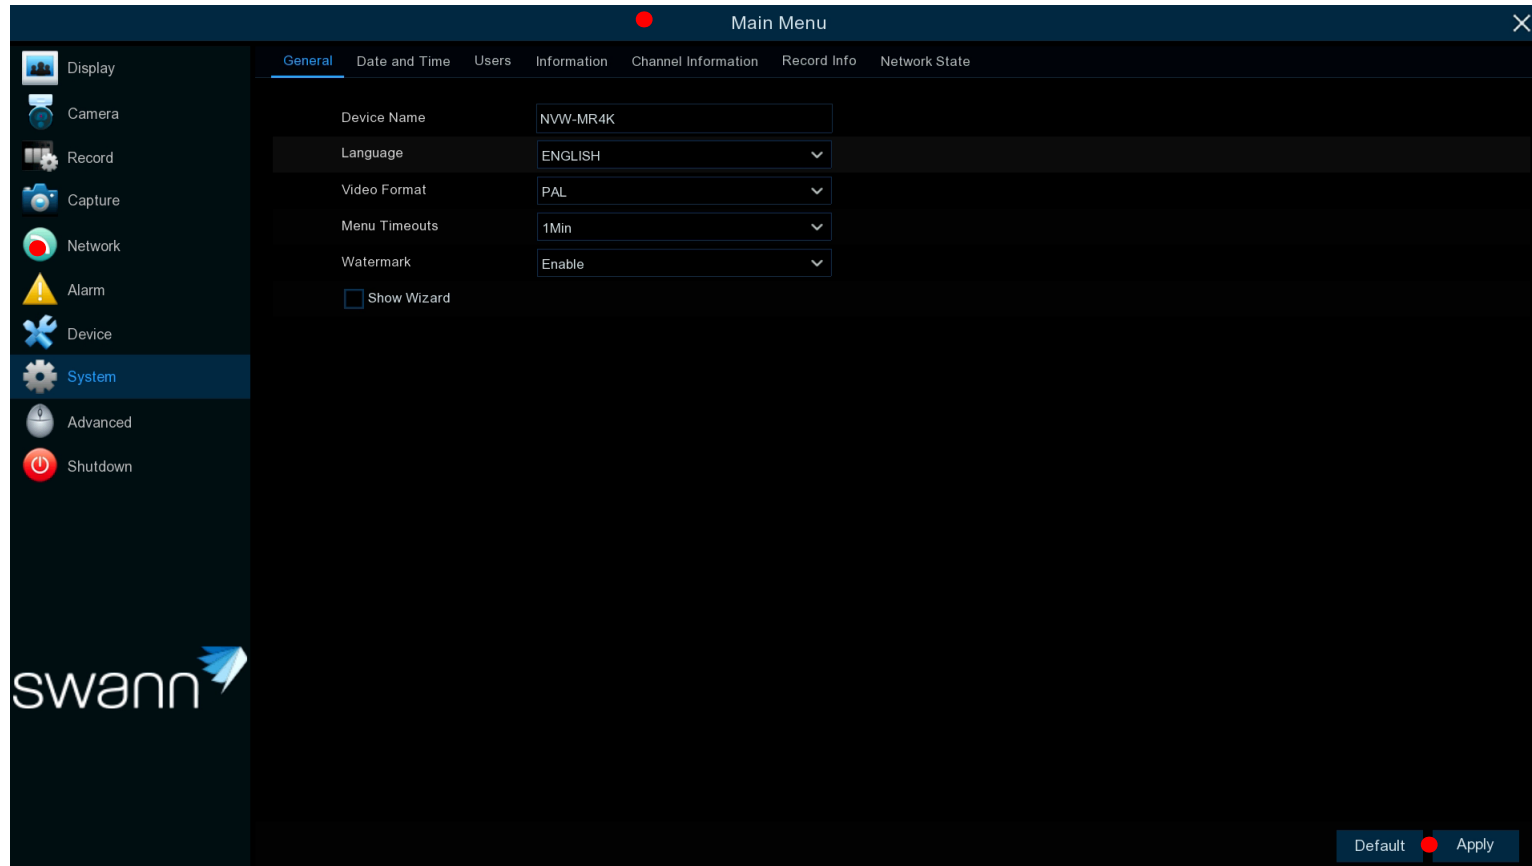 Main Menu
Display
Camera
Record
Capture
Network
Alarm
Device
System
Advanced
Shutdown
swann
General Date and Time Users Information Channel Information Record Info Network State
Device Name NVW-MR4K
Language ENGLISH
Video Format PAL
Menu Timeouts 1Min
Watermark Enable
Show Wizard
Default Apply